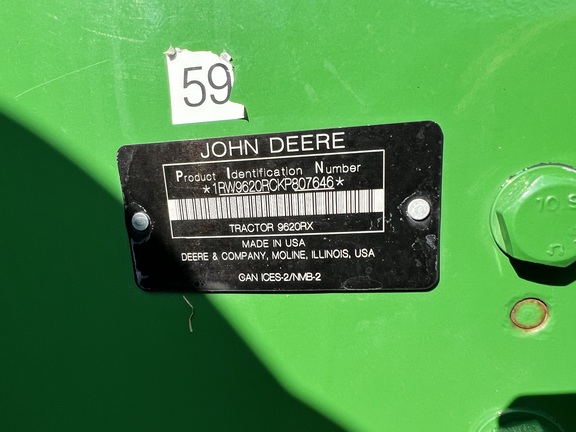 59
JOHN DEERE
Product Identification Number
*1RW9620RCKP807646*
TRACTOR 9620RX
MADE IN USA
DEERE & COMPANY, MOLINE, ILLINOIS, USA
CAN ICES-2/NMB-2
10.9